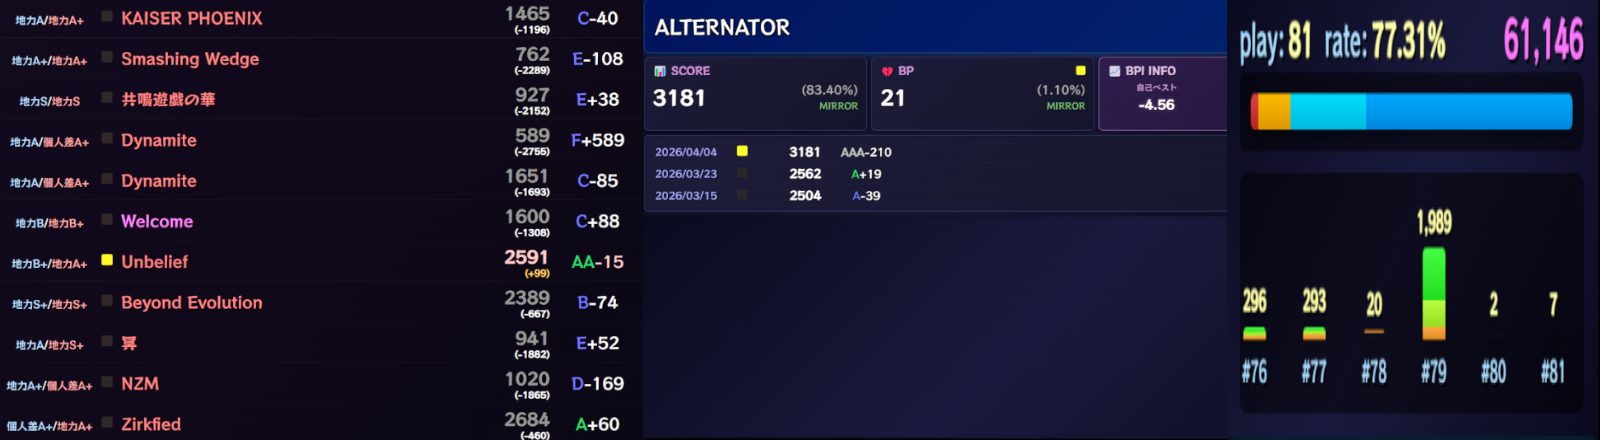 地力A/地力A+ KAISER PHOENIX 1465 (-1196) C-40
地力A+/地力A+ Smashing Wedge 762 (-2289) E-108
地力S/地力S 共鳴遊戯の華 927 (-2152) E+38
地力A/個人差A+ Dynamite 589 (-2755) F+589
地力A/個人差A+ Dynamite 1651 (-1693) C-85
地力B/地力B+ Welcome 1600 (-1308) C+88
地力B+/地力A+ Unbelief 2591 (+99) AA-15
地力S+/地力S+ Beyond Evolution 2389 (-667) B-74
地力A/地力S+ 冥 941 (-1882) E+52
地力A+/個人差A+ NZM 1020 (-1865) D-169
個人差A+/地力A+ Zirkfied 2684 (-460) A+60
ALTERNATOR
SCORE
3181 (83.40%)
MIRROR
BP
21 (1.10%)
MIRROR
BPI INFO
自己ベスト
-4.56
2026/04/04 3181 AAA-210
2026/03/23 2562 A+19
2026/03/15 2504 A-39
play: 81 rate: 77.31% 61,146
1,989
296 293 20 2 7
#76 #77 #78 #79 #80 #81